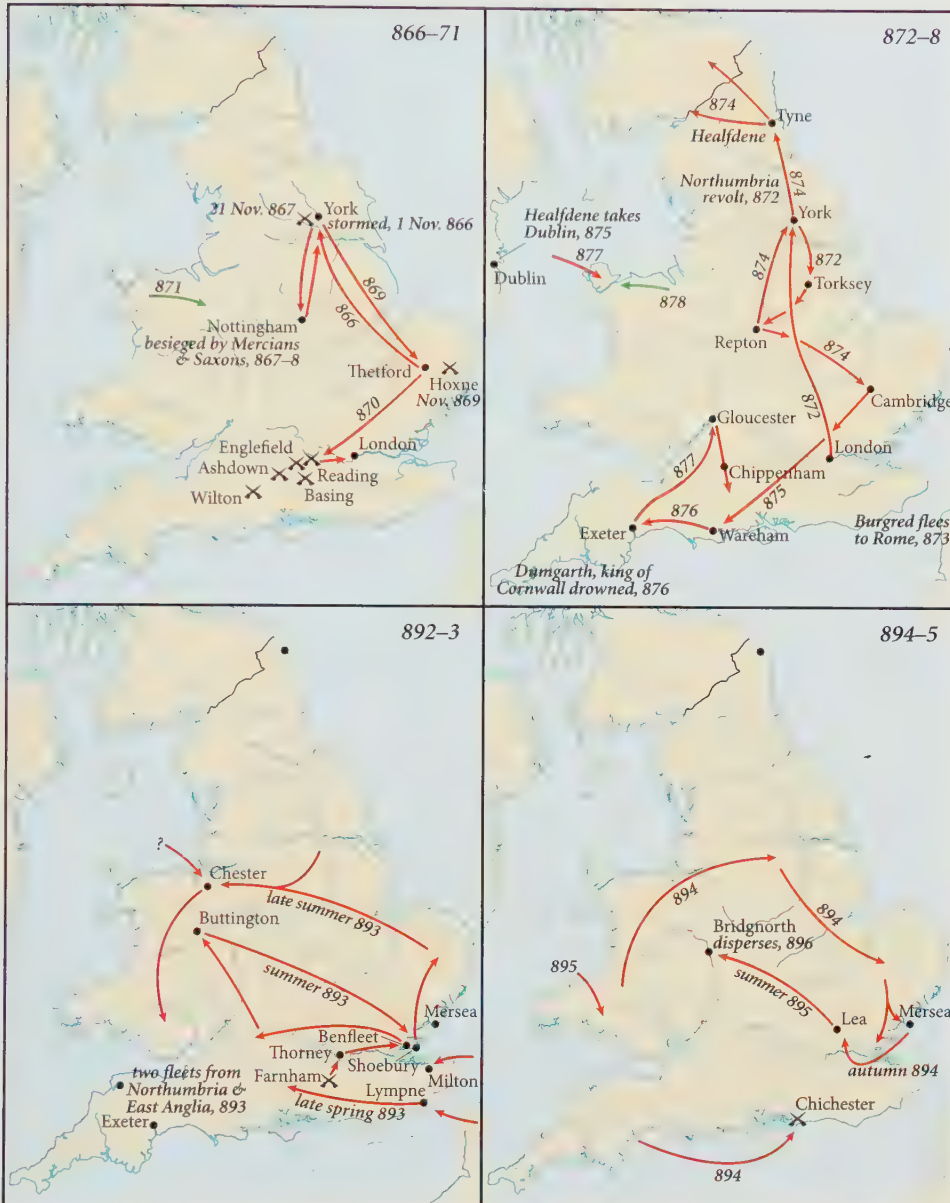 866–71
21 Nov. 867
York
stormed, 1 Nov. 866
871
869
866
Nottingham
besieged by Mercians
& Saxons, 867–8
Thetford
Hoxne
Nov. 869
870
Englefield
London
Ashdown
Reading
Wilton
Basing
872–8
874
Tyne
Healfdene
874
Northumbria
revolt, 872
York
Healfdene takes
Dublin, 875
877
874
872
Dublin
878
Torksey
Repton
874
872
Cambridge
Gloucester
London
877
Chippenham
875
876
Exeter
Wareham
Burgred flees
to Rome, 873
Dumgarth, king of
Cornwall drowned, 876
892–3
?
Chester
late summer 893
Buttington
summer 893
Mersea
Benfleet
Thorney
Shoebury
two fleets from
Farnham
Milton
Northumbria &
Lympne
East Anglia, 893
late spring 893
Exeter
894–5
894
894
Bridgnorth
disperses, 896
895
summer 895
Lea
Mersea
autumn 894
Chichester
894